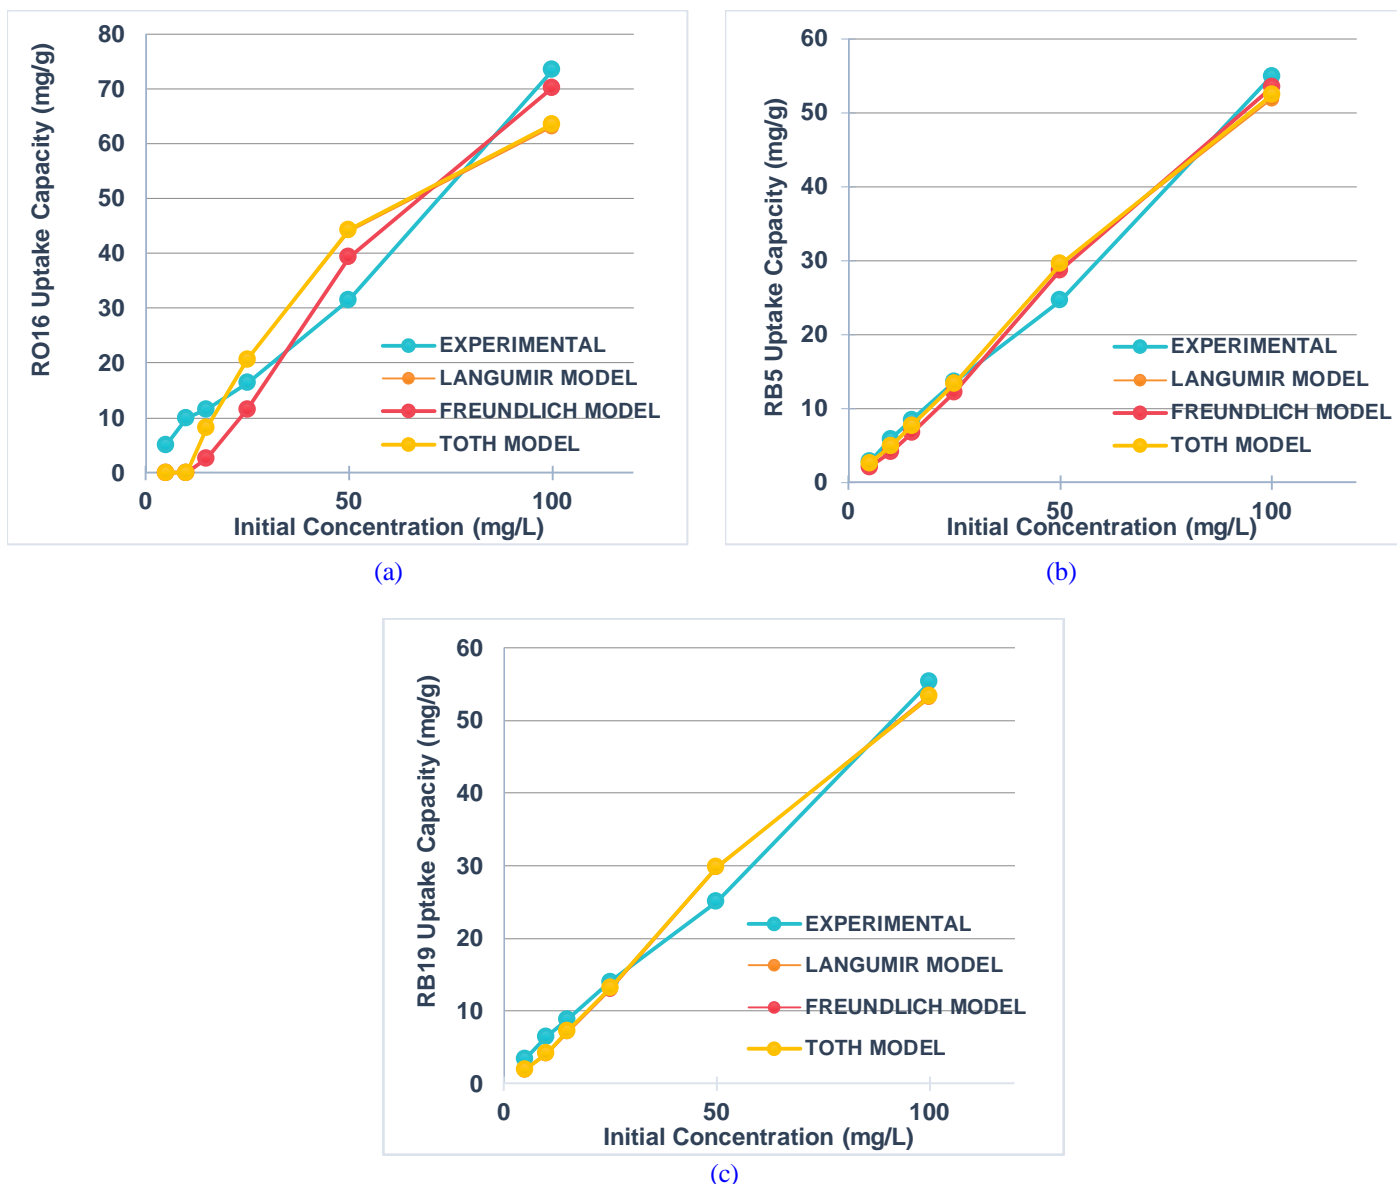 80
70
60
50
40
30
20
10
0
RO16 Uptake Capacity (mg/g)
EXPERIMENTAL
LANGUMIR MODEL
FREUNDLICH MODEL
TOTH MODEL
0
50
100
Initial Concentration (mg/L)
(a)
60
50
40
30
20
10
0
RB5 Uptake Capacity (mg/g)
EXPERIMENTAL
LANGUMIR MODEL
FREUNDLICH MODEL
TOTH MODEL
0
50
100
Initial Concentration (mg/L)
(b)
60
50
40
30
20
10
0
RB19 Uptake Capacity (mg/g)
EXPERIMENTAL
LANGUMIR MODEL
FREUNDLICH MODEL
TOTH MODEL
0
50
100
Initial Concentration (mg/L)
(c)